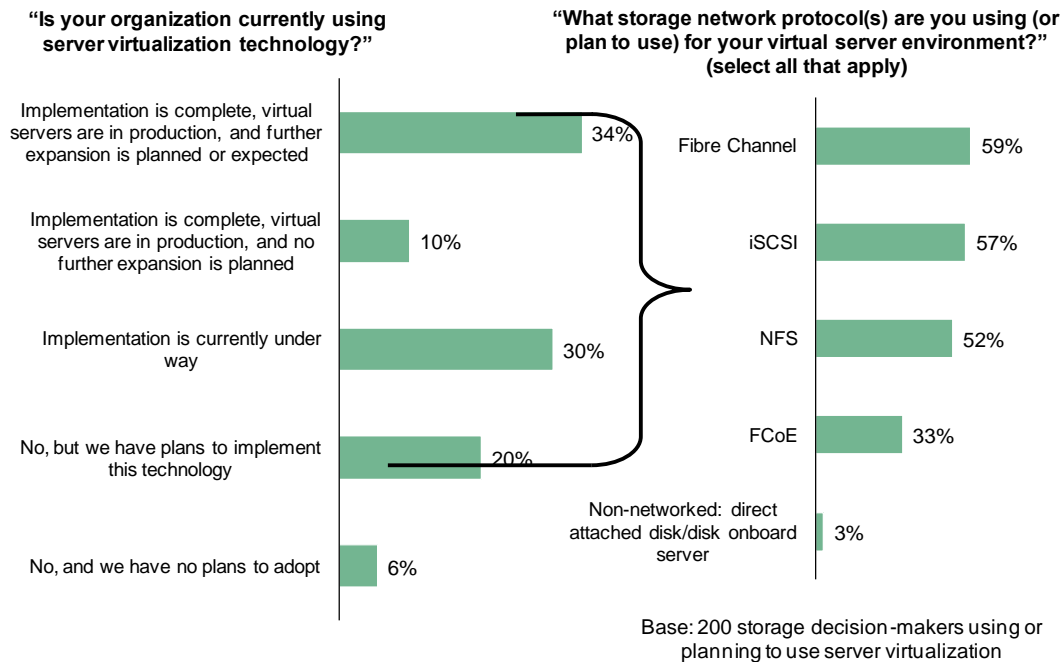 “Is your organization currently using
server virtualization technology?”
Implementation is complete, virtual
servers are in production, and further
expansion is planned or expected
34%
Implementation is complete, virtual
servers are in production, and no
further expansion is planned
10%
Implementation is currently under
way
30%
No, but we have plans to implement
this technology
20%
No, and we have no plans to adopt
6%
“What storage network protocol(s) are you using (or
plan to use) for your virtual server environment?”
(select all that apply)
Fibre Channel
59%
iSCSI
57%
NFS
52%
FCoE
33%
Non-networked: direct
attached disk/disk onboard
server
3%
Base: 200 storage decision-makers using or
planning to use server virtualization